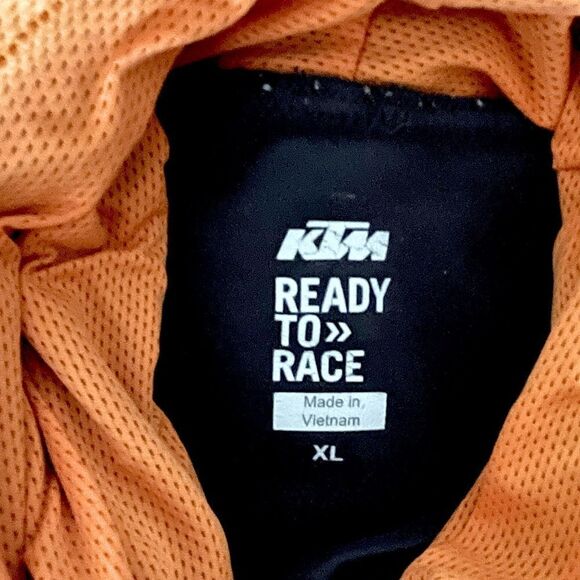 KTM
READY
TO»
RACE
Made in
Vietnam
XL